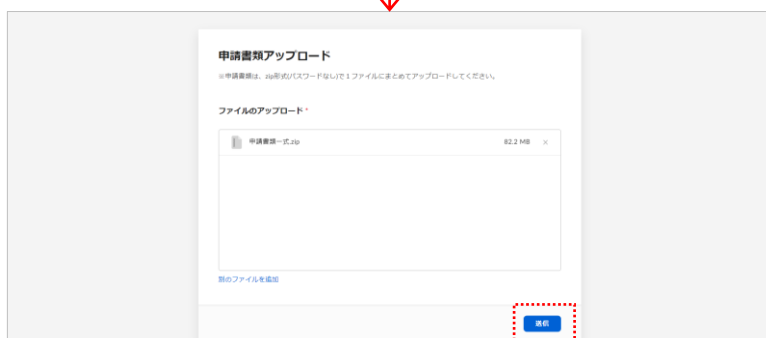 申請書類アップロード
※申請書類は、zip形式(パスワードなし)で1ファイルにまとめてアップロードしてください。
ファイルのアップロード*
申請書類一式.zip 82.2 MB ×
別のファイルを追加
送信